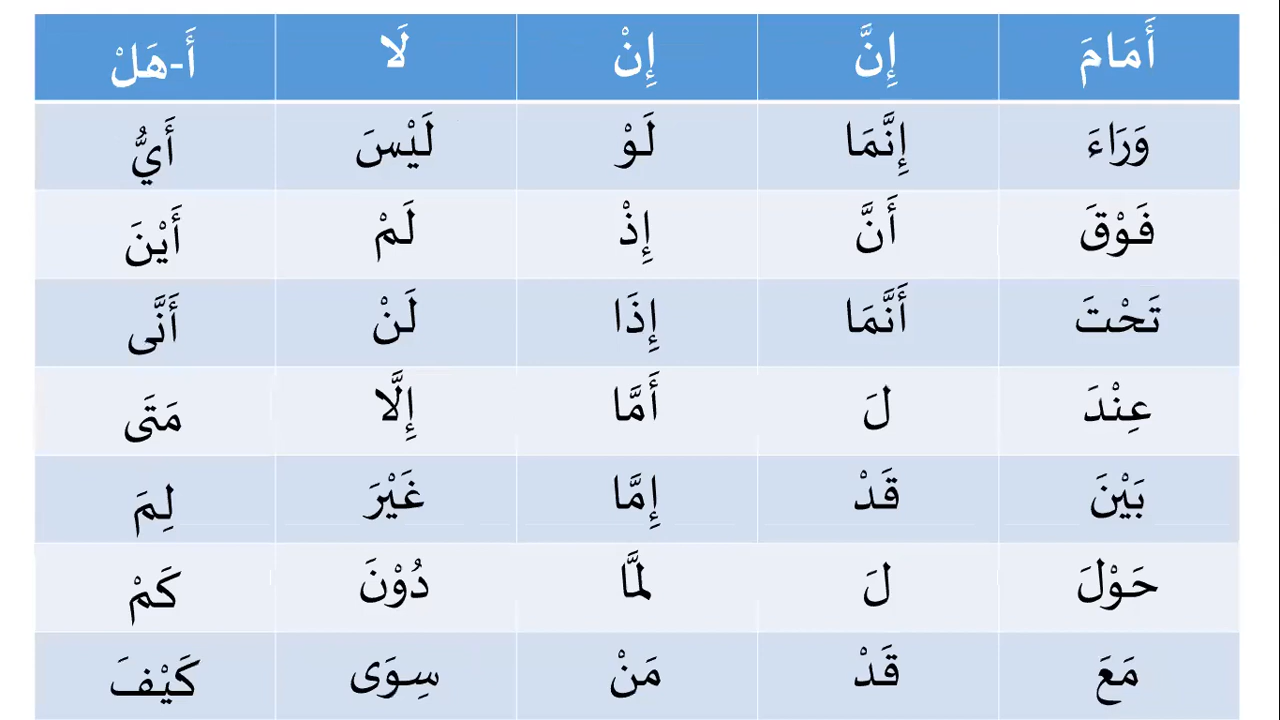 أَمَامَ إِنَّ إِنْ لَا أَ-هَلْ
وَرَاءَ إِنَّمَا لَوْ لَيْسَ أَيُّ
فَوْقَ أَنَّ إِذْ لَمْ أَيْنَ
تَحْتَ أَنَّمَا إِذَا لَنْ أَنَّى
عِنْدَ لَ أَمَّا إِلَّا مَتَى
بَيْنَ قَدْ إِمَّا غَيْرَ لِمَ
حَوْلَ لَ لَمَّا دُوْنَ كَمْ
مَعَ قَدْ مَنْ سِوَى كَيْفَ